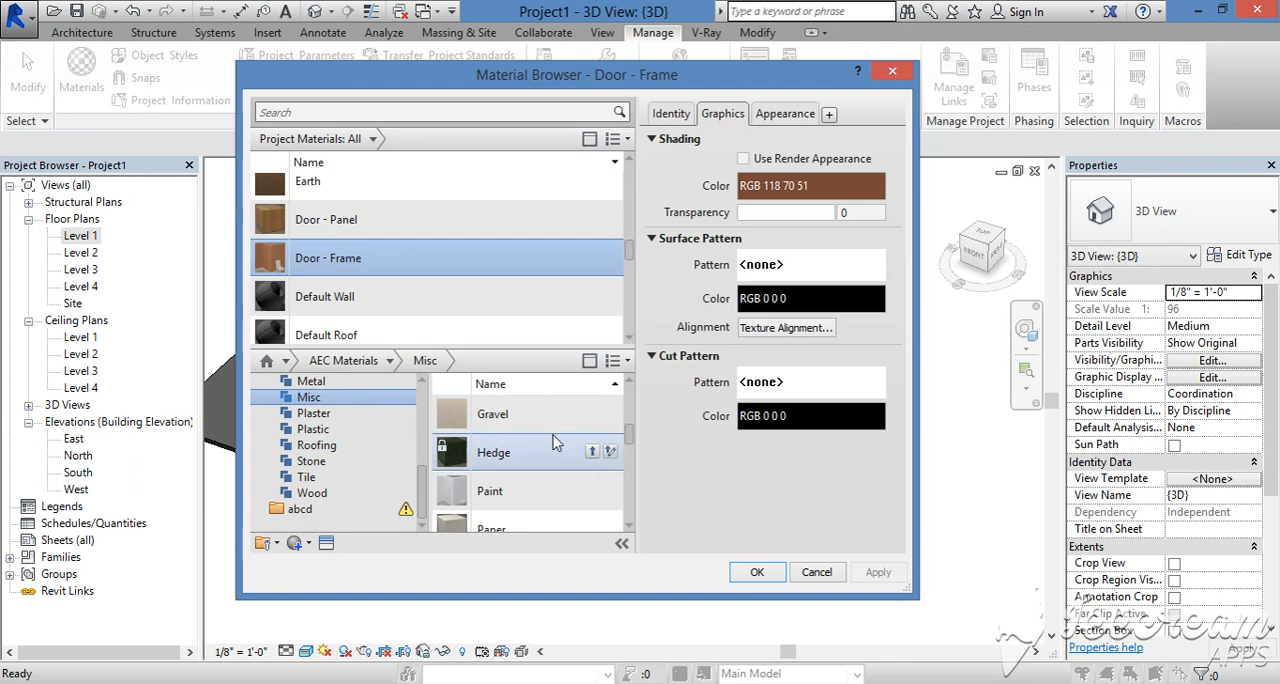 Project1 - 3D View: {3D}
Type a keyword or phrase
Sign In
Architecture Structure Systems Insert Annotate Analyze Massing & Site Collaborate View Manage V-Ray Modify
Modify
Materials
Object Styles
Snaps
Project Information
Project Parameters
Transfer Project Standards
Manage Links
Phases
Select
Manage Project Phasing Selection Inquiry Macros
Project Browser - Project1
Views (all)
Structural Plans
Floor Plans
Level 1
Level 2
Level 3
Level 4
Site
Ceiling Plans
Level 1
Level 2
Level 3
Level 4
3D Views
Elevations (Building Elevation)
East
North
South
West
Legends
Schedules/Quantities
Sheets (all)
Families
Groups
Revit Links
Material Browser - Door - Frame
?
Search
Project Materials: All
Name
Earth
Door - Panel
Door - Frame
Default Wall
Default Roof
AEC Materials Misc
Metal
Misc
Plaster
Plastic
Roofing
Stone
Tile
Wood
abcd
Name
Gravel
Hedge
Paint
Paper
Identity Graphics Appearance
Shading
Use Render Appearance
Color RGB 118 70 51
Transparency 0
Surface Pattern
Pattern <none>
Color RGB 0 0 0
Alignment Texture Alignment...
Cut Pattern
Pattern <none>
Color RGB 0 0 0
OK Cancel Apply
TOP
FRONT
Properties
3D View
3D View: {3D} Edit Type
Graphics
View Scale 1/8" = 1'-0"
Scale Value 1: 96
Detail Level Medium
Parts Visibility Show Original
Visibility/Graphi... Edit...
Graphic Display ... Edit...
Discipline Coordination
Show Hidden Li... By Discipline
Default Analysis... None
Sun Path
Identity Data
View Template <None>
View Name {3D}
Dependency Independent
Title on Sheet
Extents
Crop View
Crop Region Vis...
Annotation Crop
Far Clip Active
Section Box
Properties help
Apply
Icecream
APPS
1/8" = 1'-0"
Ready
:0
Main Model
:0